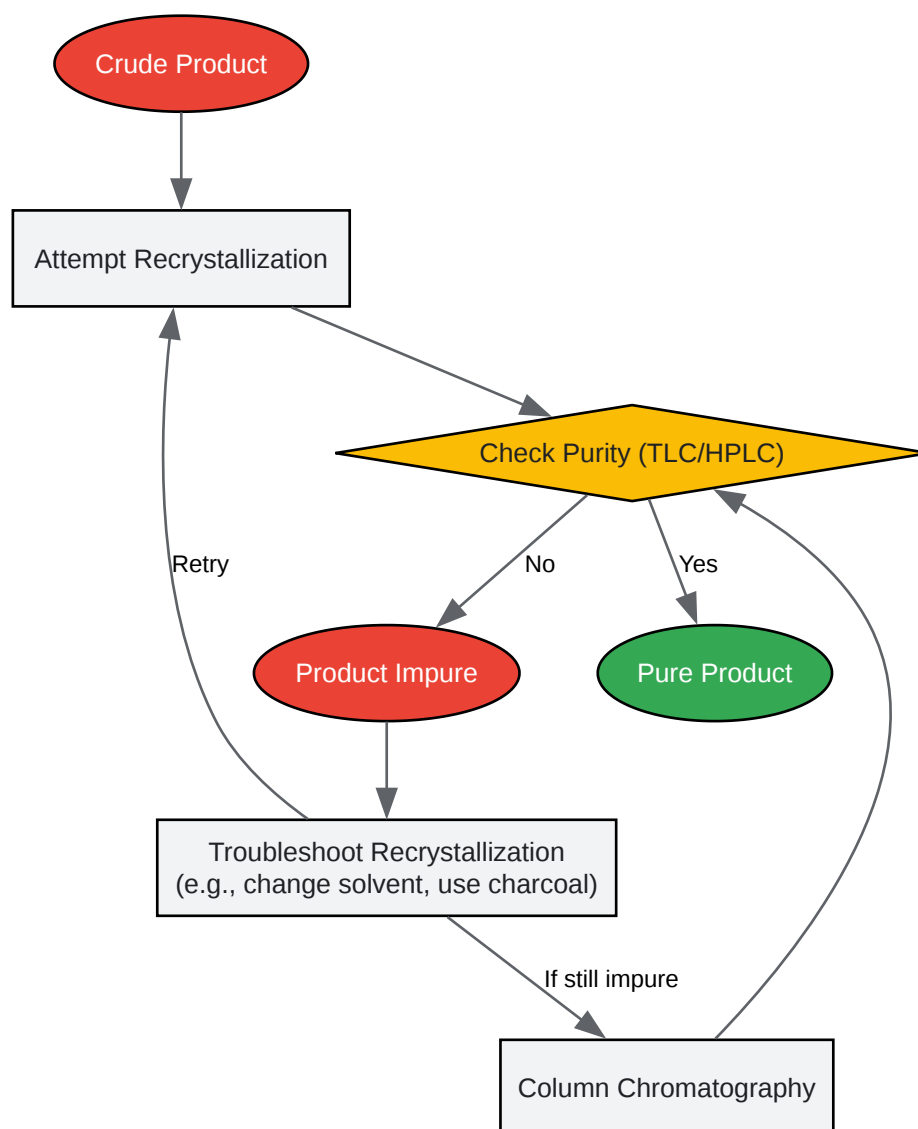 Crude Product
Attempt Recrystallization
Check Purity (TLC/HPLC)
Retry
No
Yes
Product Impure
Pure Product
Troubleshoot Recrystallization
(e.g., change solvent, use charcoal)
If still impure
Column Chromatography